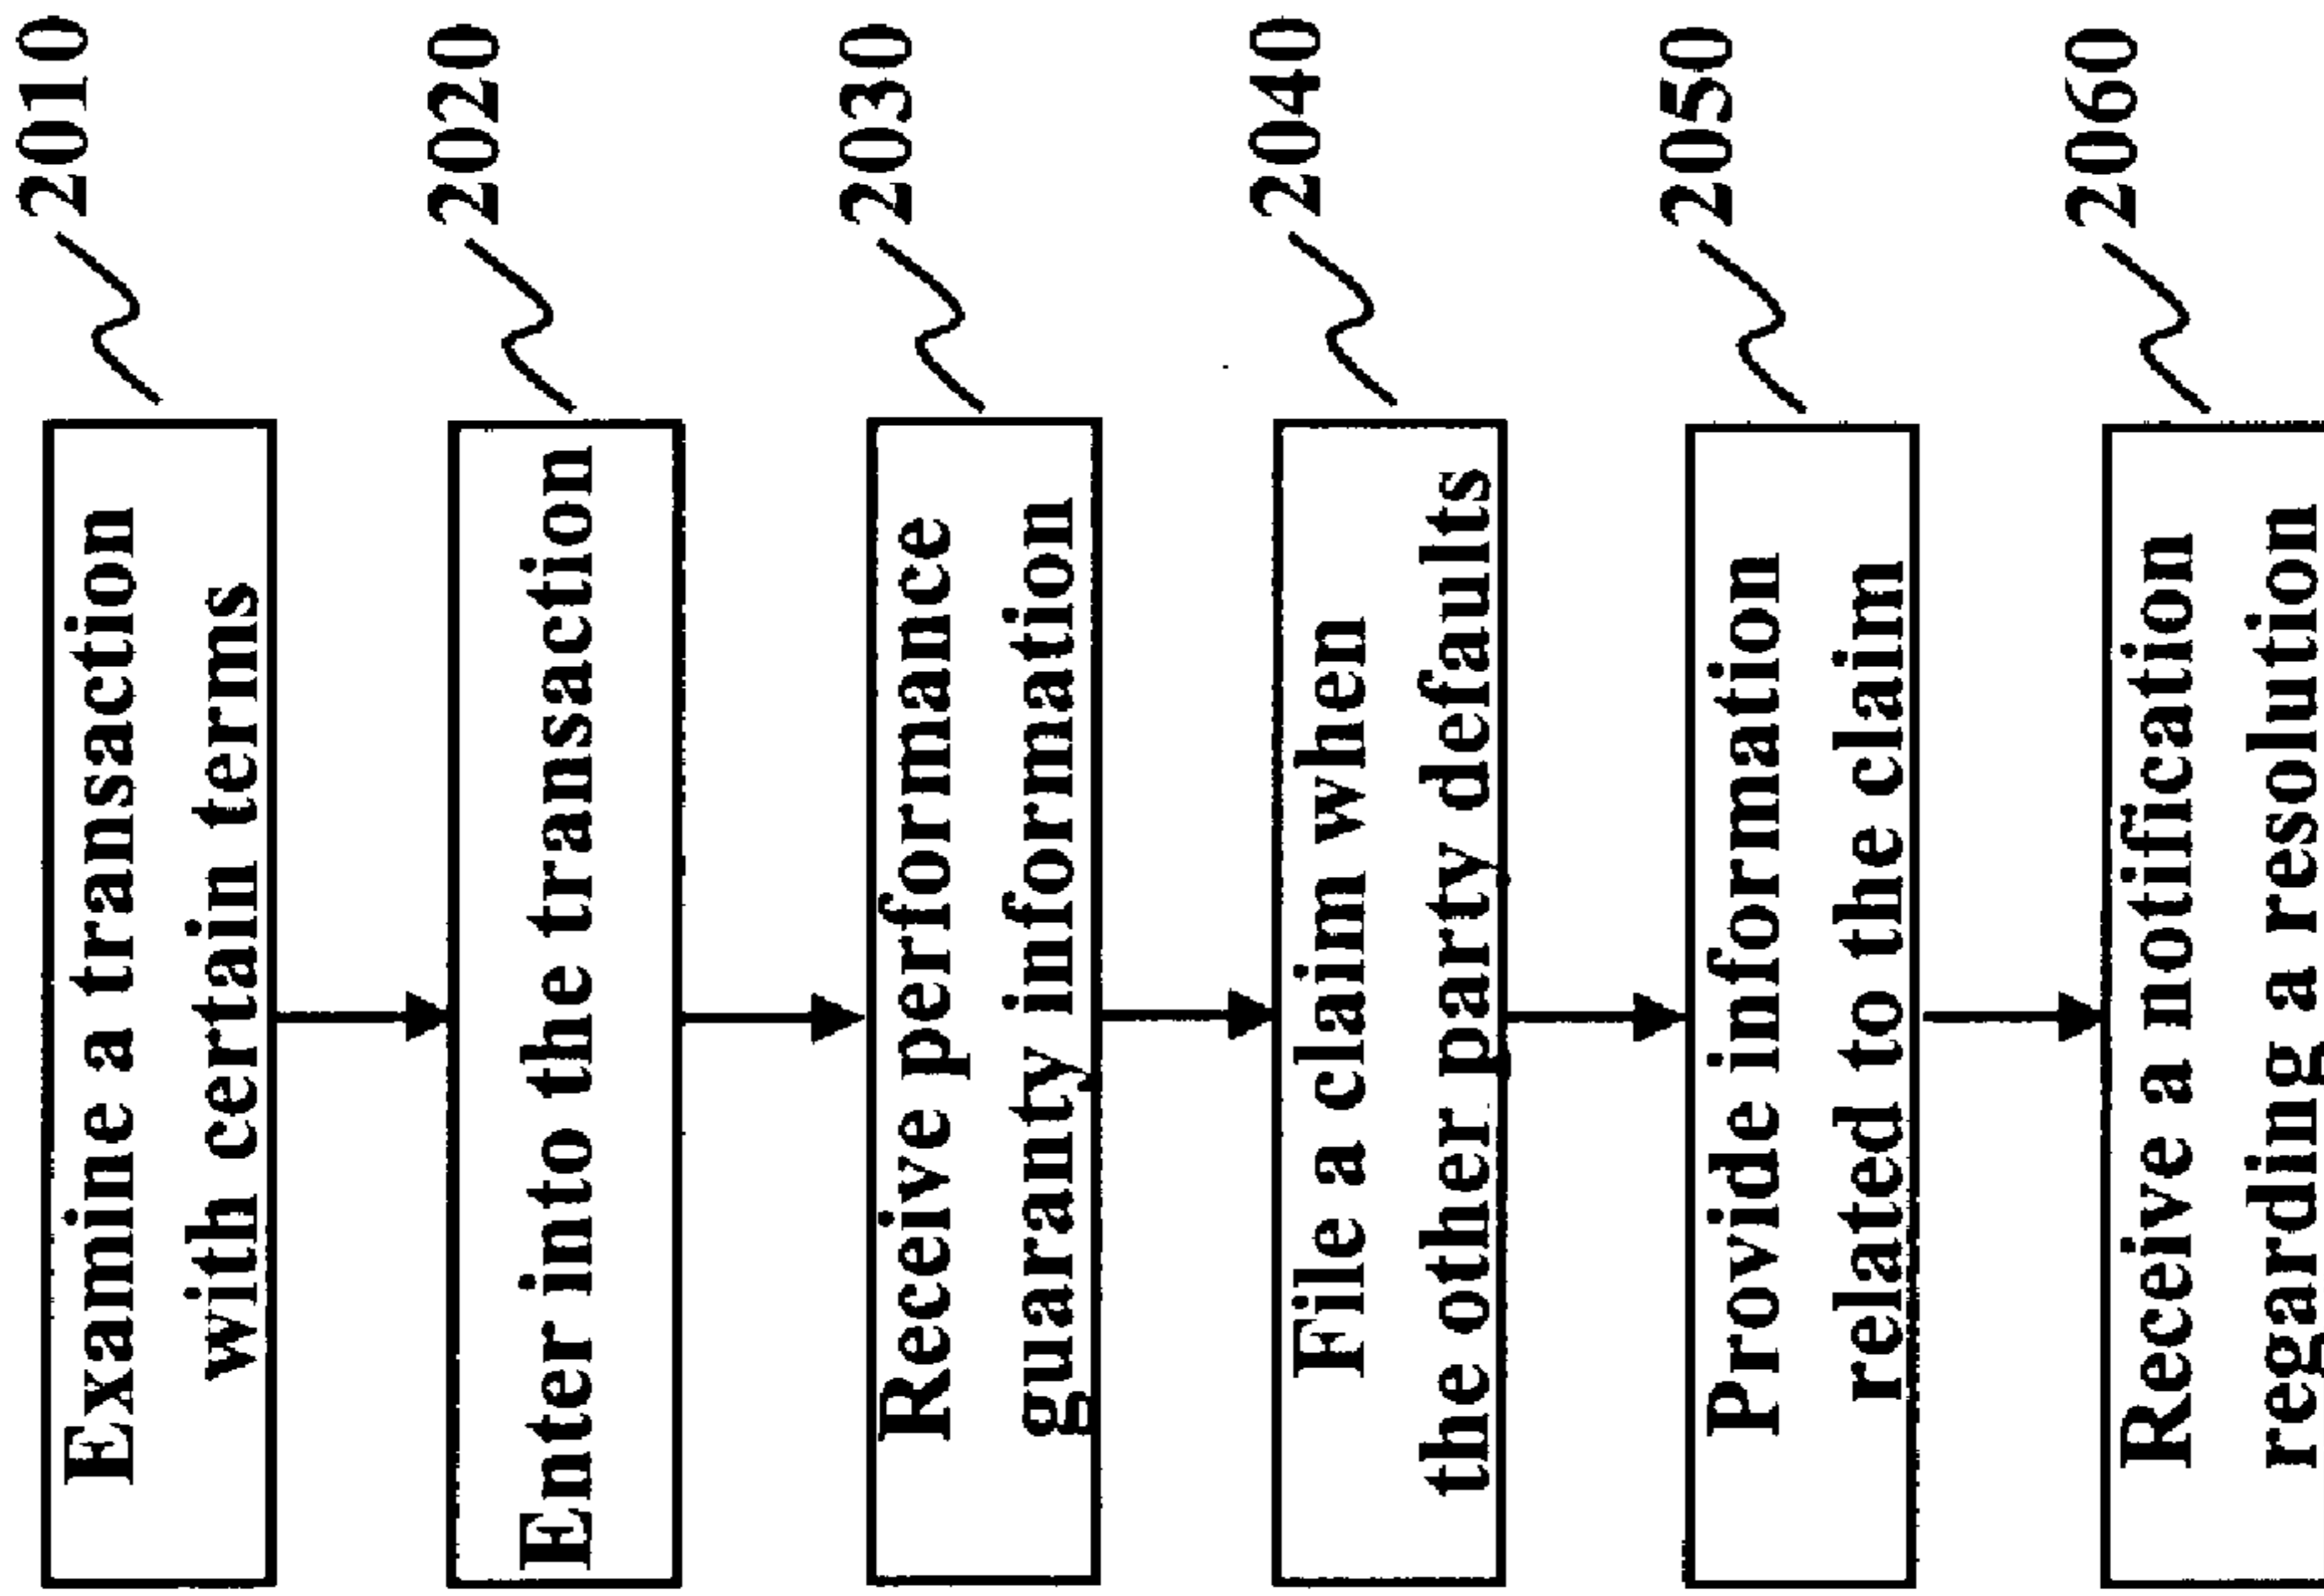 Examine a transaction
with certain terms
2010
Enter into the transaction
2020
Receive performance
guaranty information
2030
File a claim when
the other party defaults
2040
Provide information
related to the claim
2050
Receive a notification
regarding a resolution
2060